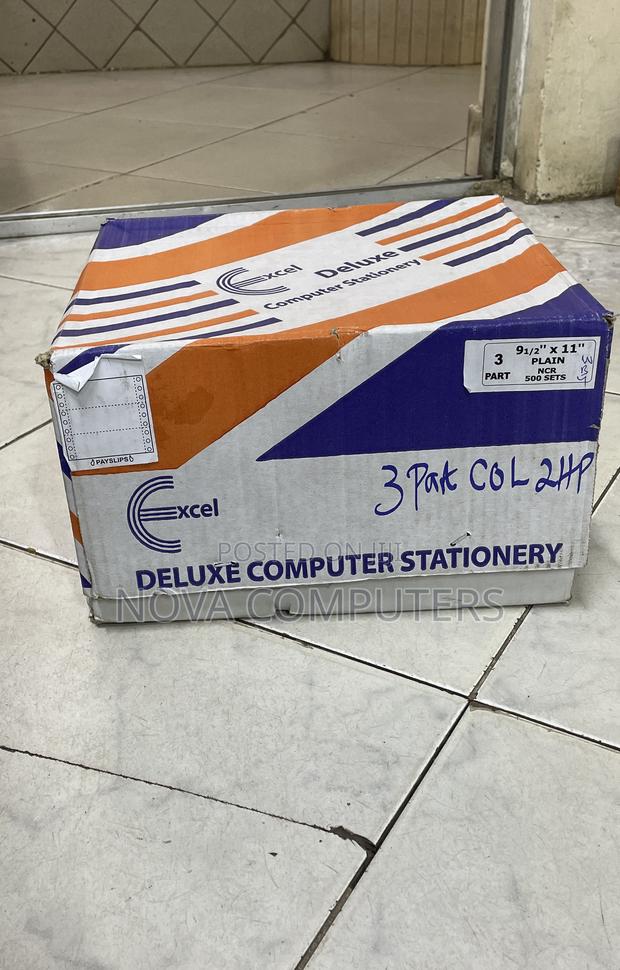 Excel
Deluxe
Computer Stationery
3 PART
9 1/2" x 11"
PLAIN
NCR
500 SETS
W
B
Y
PAYSLIPS
3 Part COL 2HP
Excel
DELUXE COMPUTER STATIONERY
POSTED ON JIJI
NOVA COMPUTERS